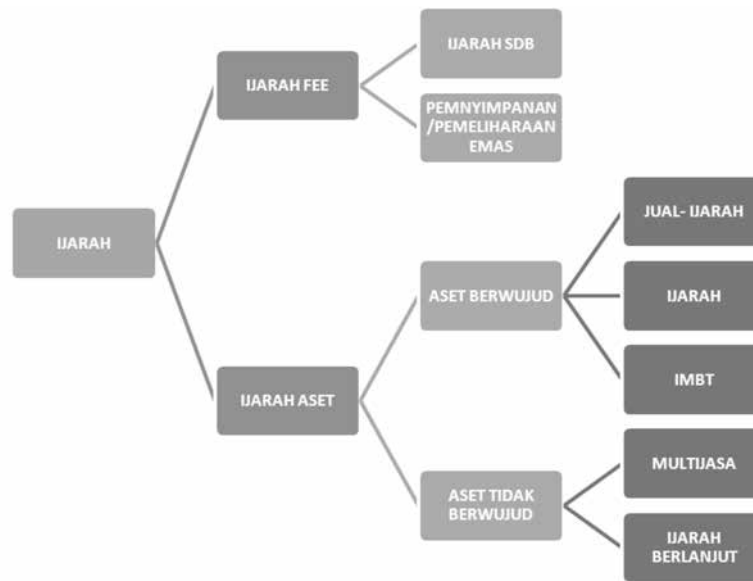 IJARAH
IJARAH FEE
IJARAH SDB
PEMNYIMPANAN
/PEMELIHARAAN
EMAS
IJARAH ASET
ASET BERWUJUD
JUAL- IJARAH
IJARAH
IMBT
ASET TIDAK
BERWUJUD
MULTIJASA
IJARAH
BERLANJUT